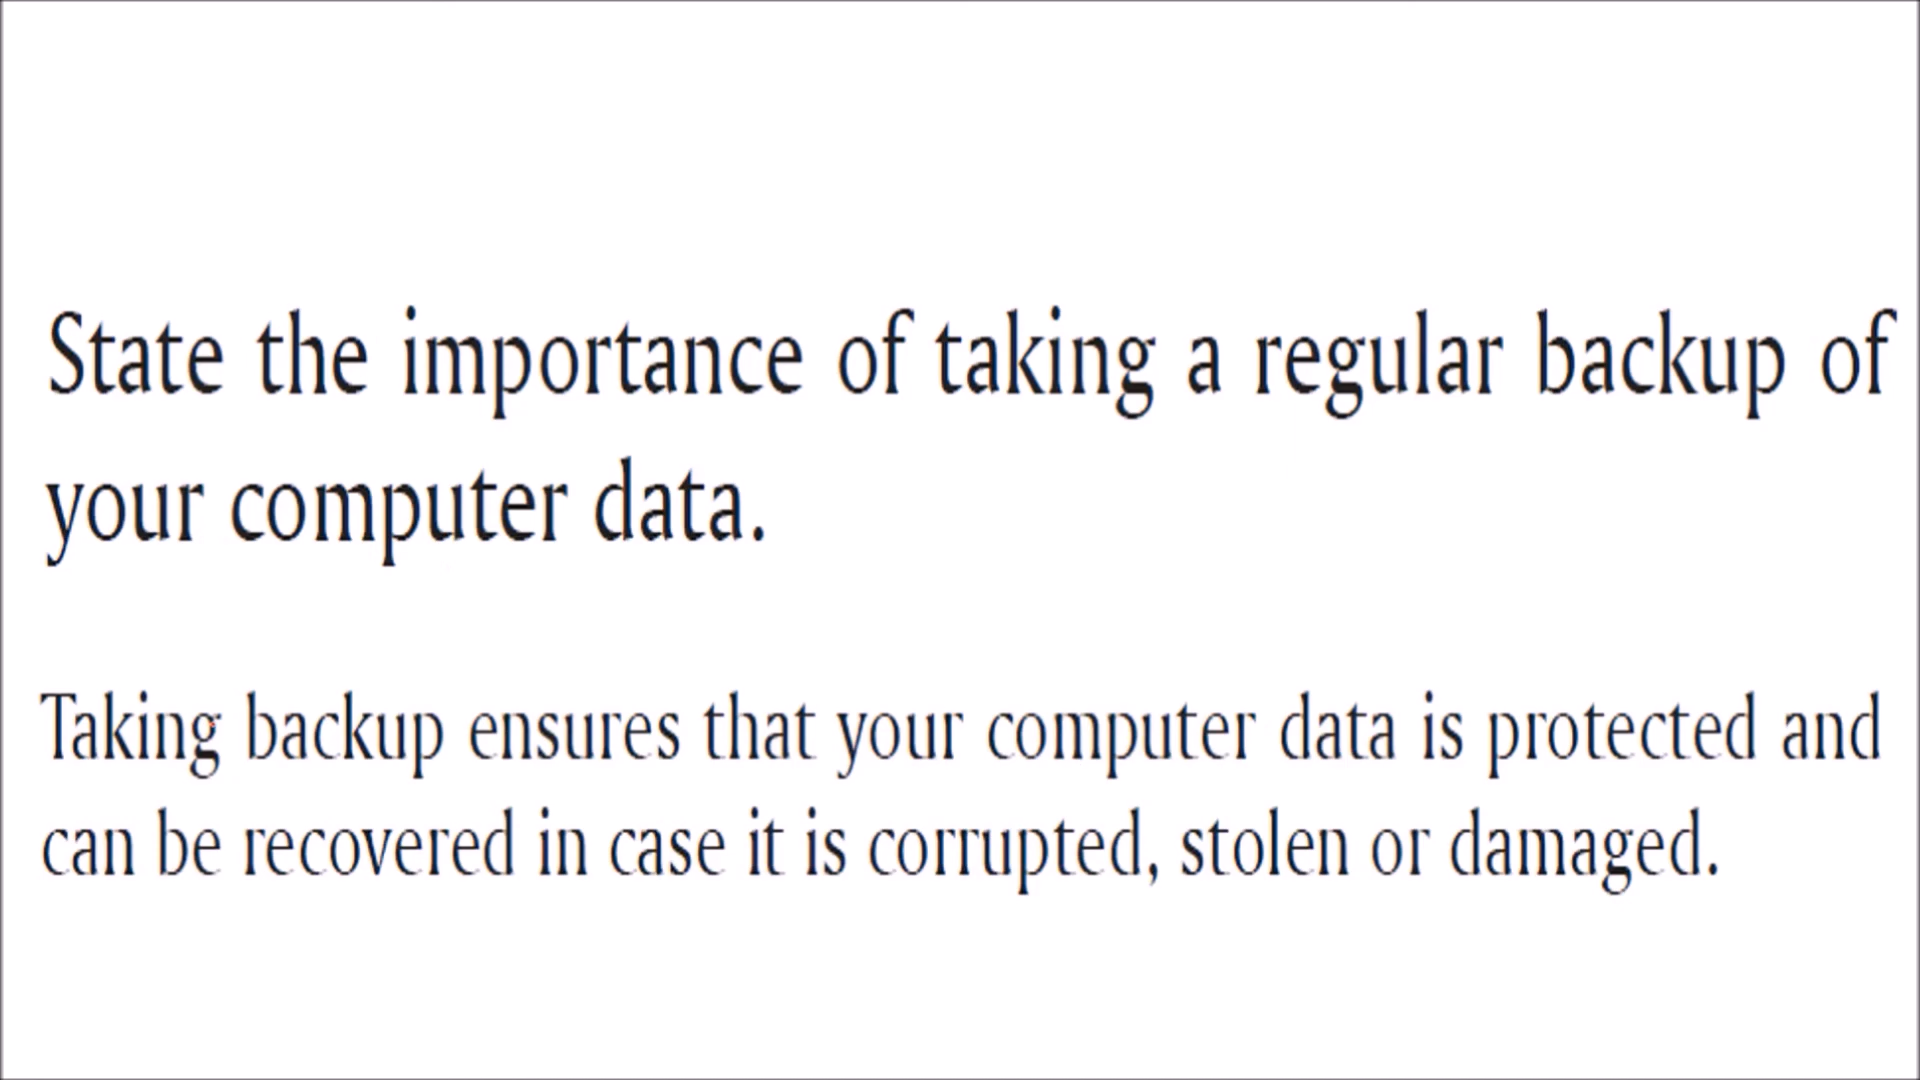 State the importance of taking a regular backup of
your computer data.
Taking backup ensures that your computer data is protected and
can be recovered in case it is corrupted, stolen or damaged.